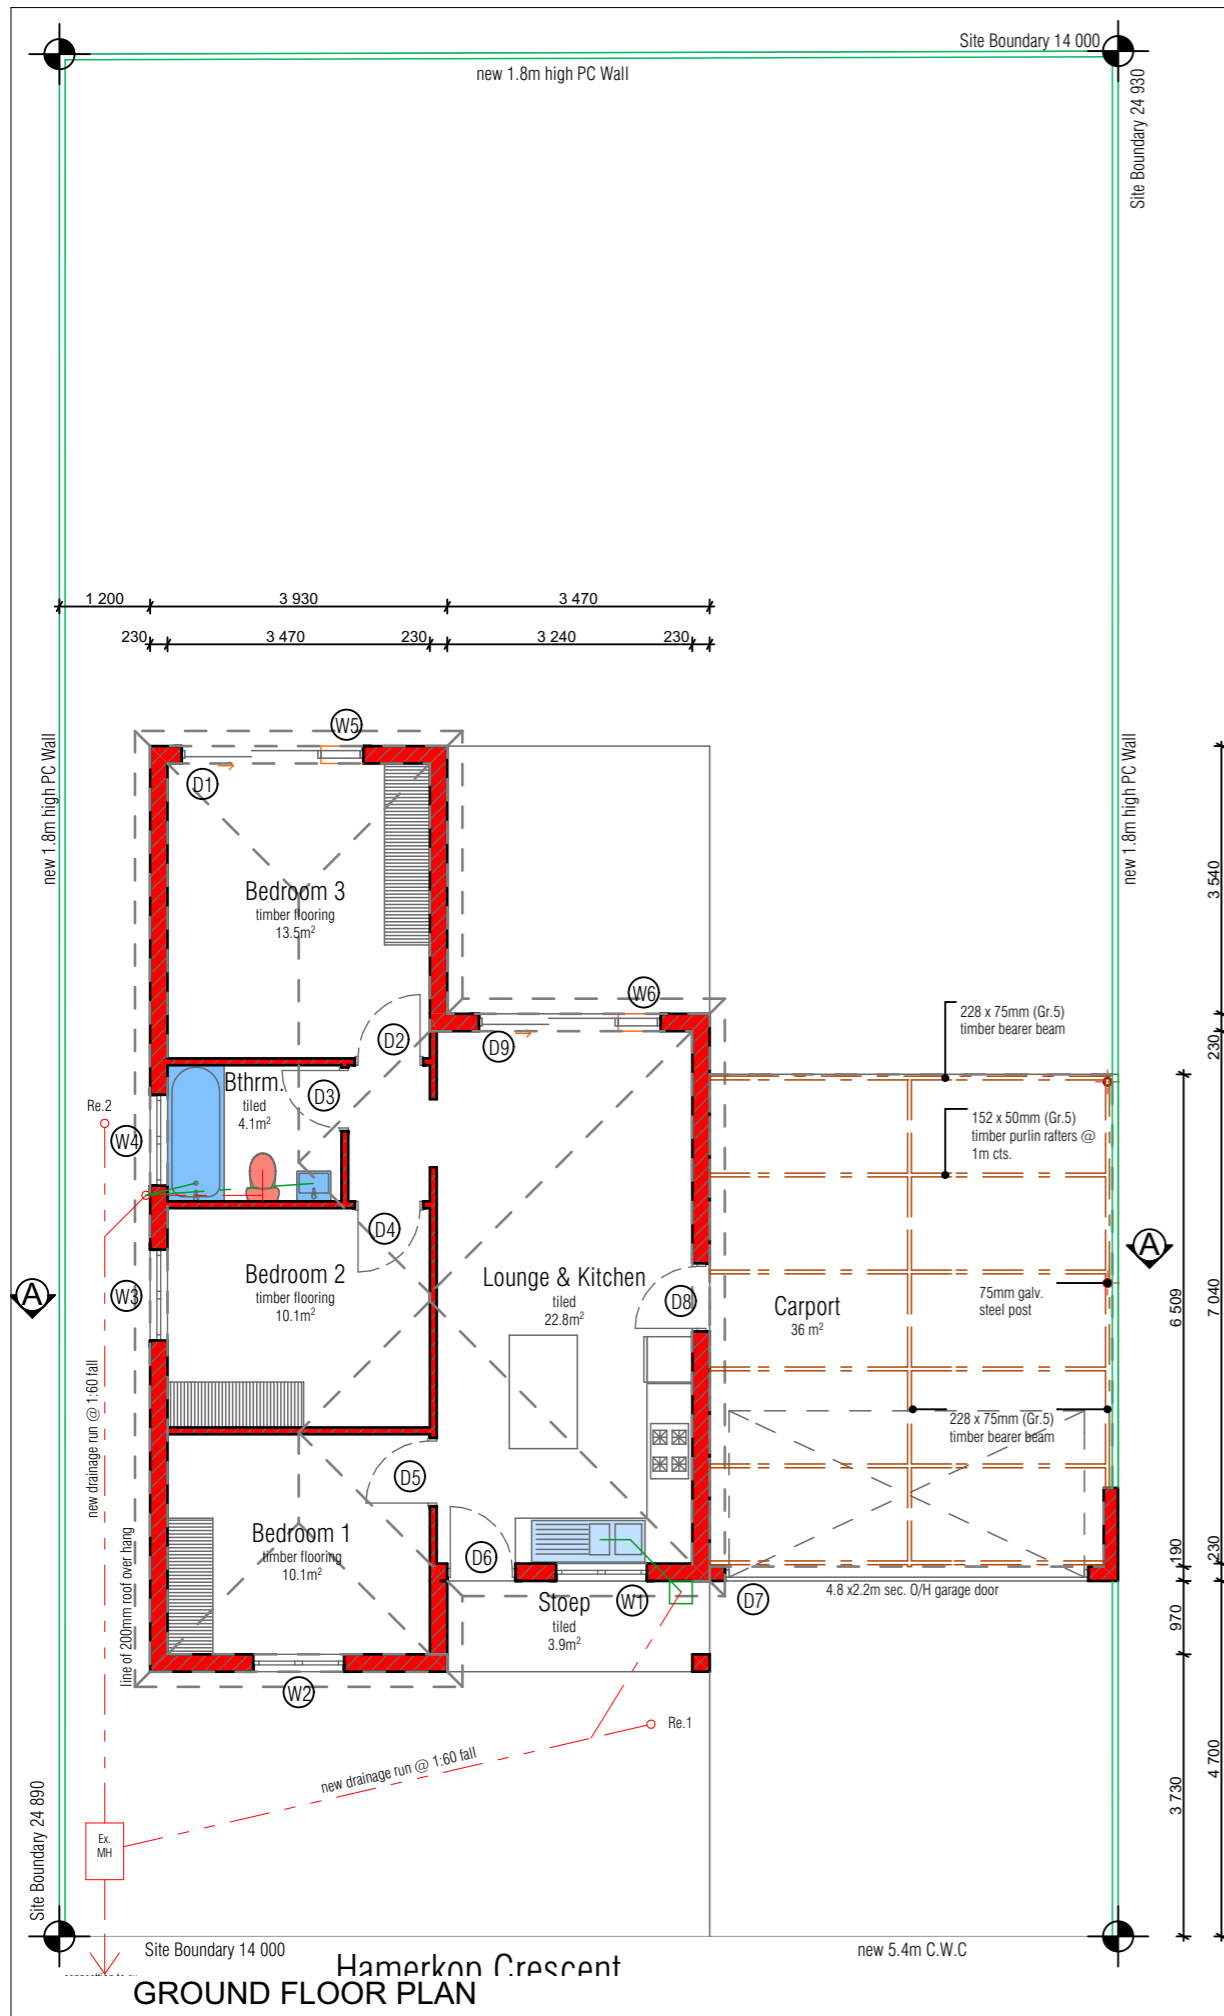 Site Boundary 14 000
new 1.8m high PC Wall
Site Boundary 24 930
1 200
3 930
3 470
230
3 470
230
3 240
230
new 1.8m high PC Wall
new 1.8m high PC Wall
W5
D1
Bedroom 3
timber flooring
13.5m²
3 540
W6
D9
D2
228 x 75mm (Gr.5)
timber bearer beam
230
Bthrm.
tiled
4.1m²
D3
Re.2
W4
152 x 50mm (Gr.5)
timber purlin rafters @
1m cts.
D4
A
A
Bedroom 2
timber flooring
10.1m²
W3
Lounge & Kitchen
tiled
22.8m²
D8
Carport
36 m²
75mm galv.
steel post
6 509
7 040
new drainage run @ 1:60 fall
228 x 75mm (Gr.5)
timber bearer beam
D5
Bedroom 1
timber flooring
10.1m²
D6
line of 200mm roof over hang
190
230
4.8 x2.2m sec. O/H garage door
D7
W1
Stoep
tiled
3.9m²
970
W2
Re.1
new drainage run @ 1:60 fall
3 730
4 700
Site Boundary 24 890
Ex.
MH
Site Boundary 14 000
new 5.4m C.W.C
Hamerkop Crescent
GROUND FLOOR PLAN